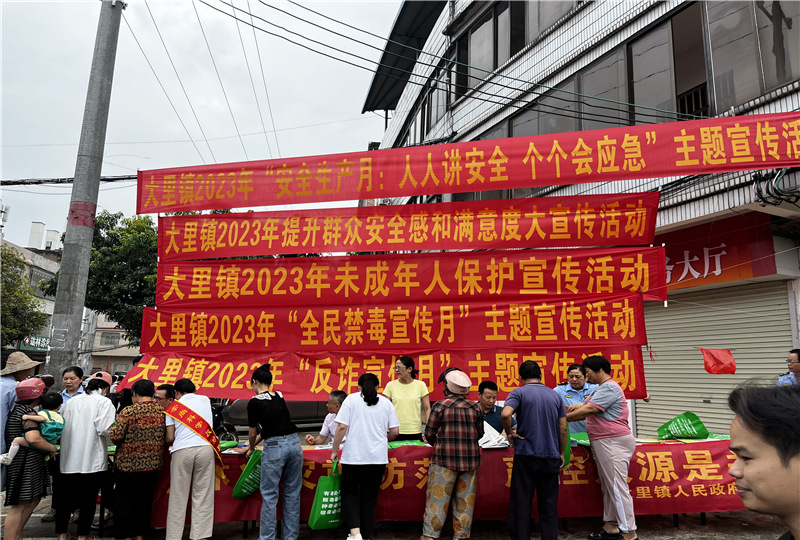 大里镇2023年“安全生产月：人人讲安全 个个会应急”主题宣传活
大里镇2023年提升群众安全感和满意度大宣传活动
大里镇2023年未成年人保护宣传活动
大里镇2023年“全民禁毒宣传月”主题宣传活动
大里镇2023年“反诈宣传月”主题宣传活动
务大厅
防范
源是
大里镇人民政府